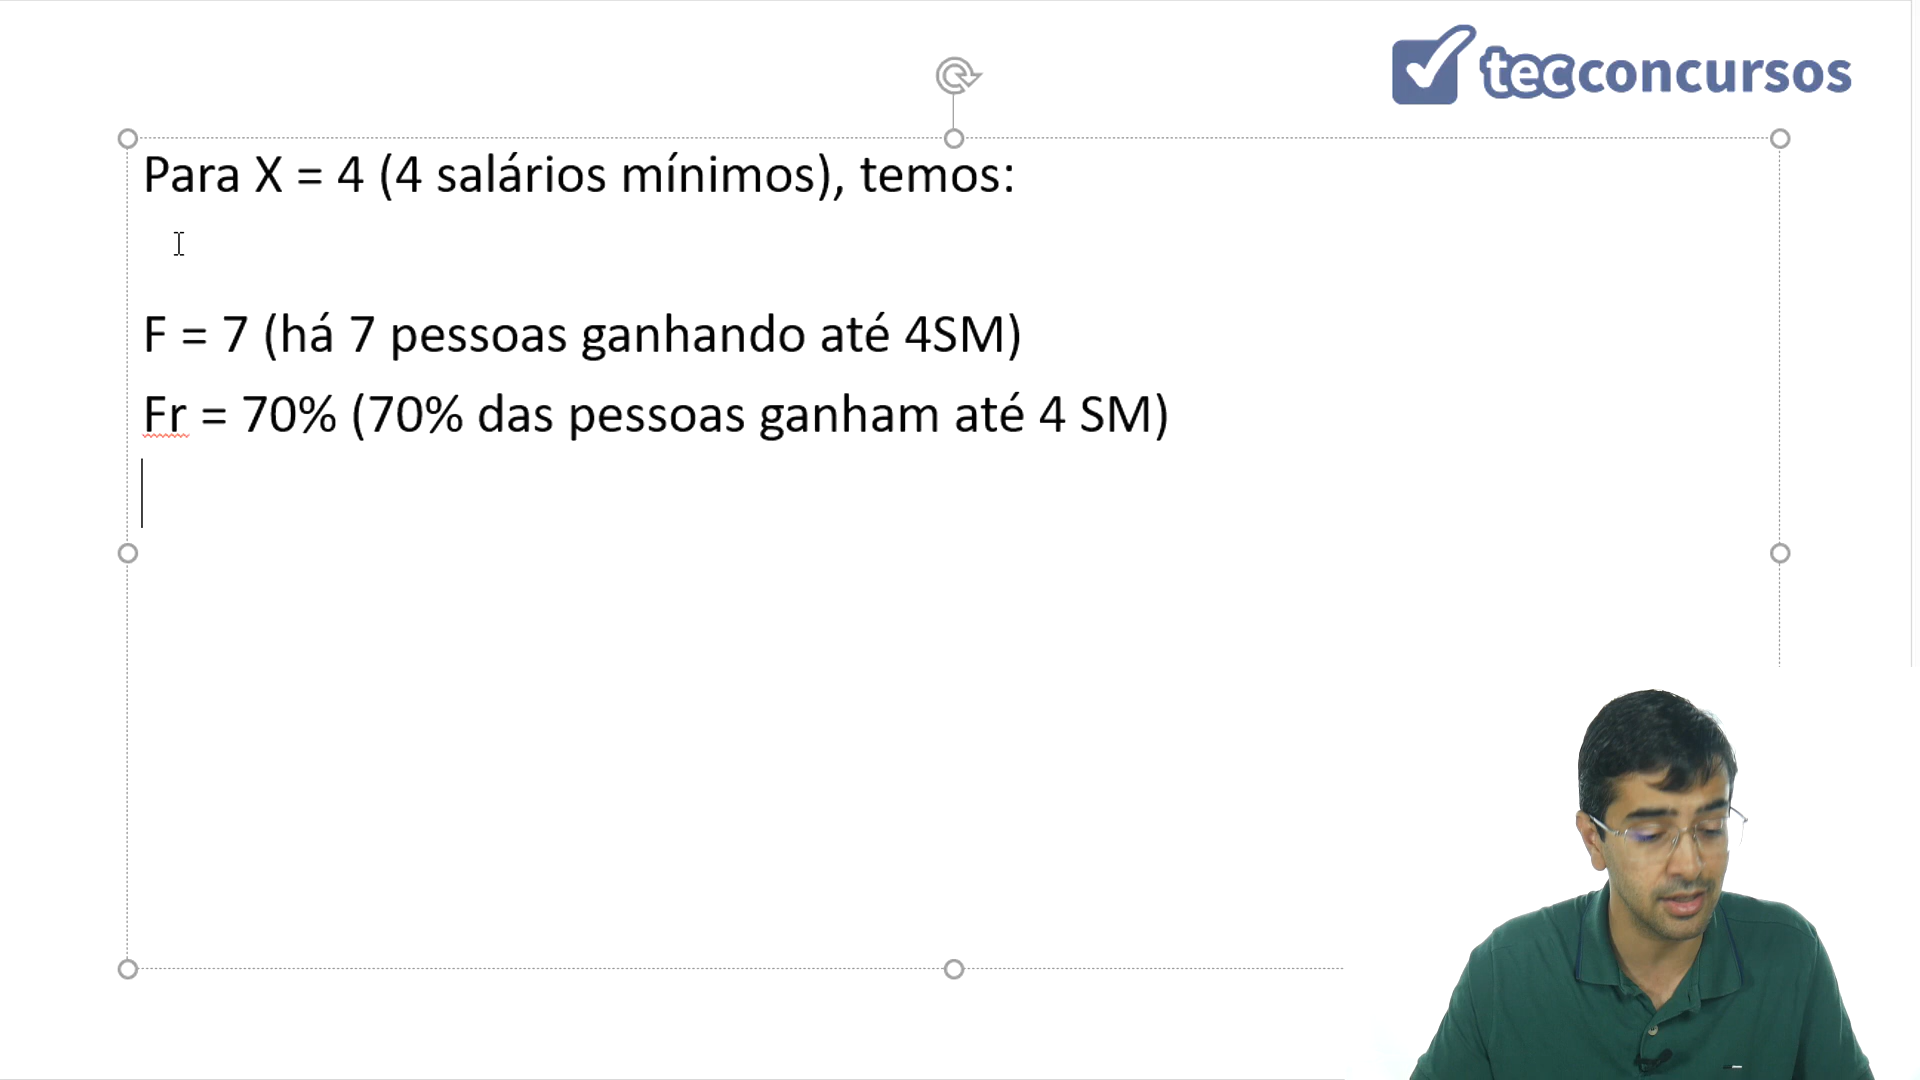 tecconcursos
Para X = 4 (4 salários mínimos), temos:
F = 7 (há 7 pessoas ganhando até 4SM)
Fr = 70% (70% das pessoas ganham até 4 SM)